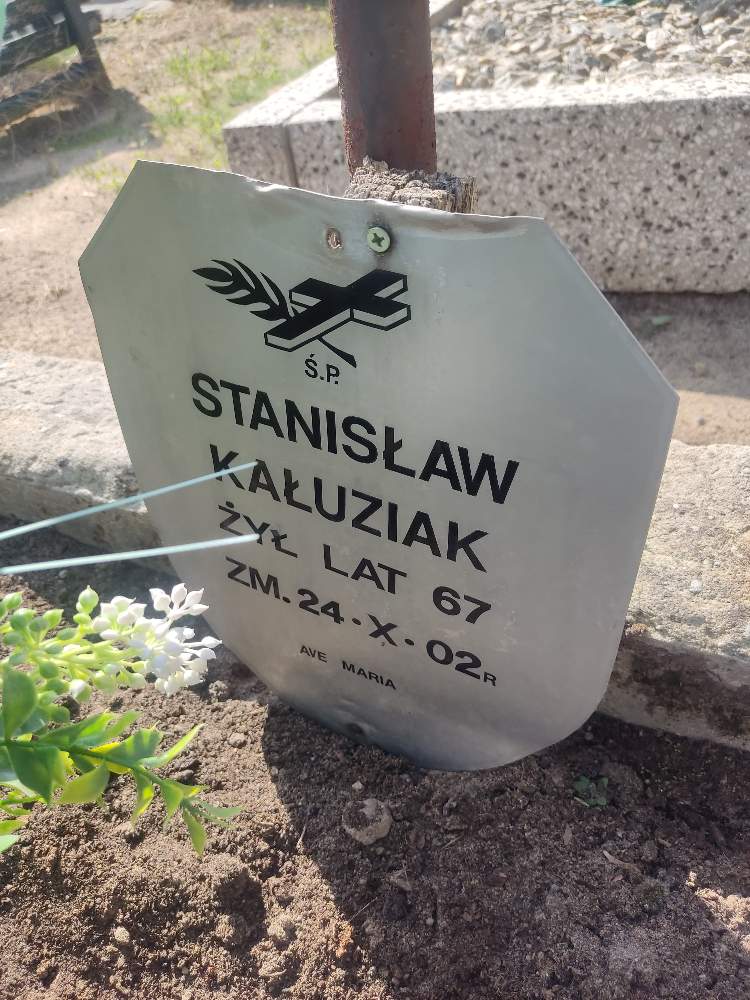 Ś.P.
STANISŁAW
KAŁUZIAK
ŻYŁ LAT 67
ZM. 24 • X • 02R
AVE MARIA